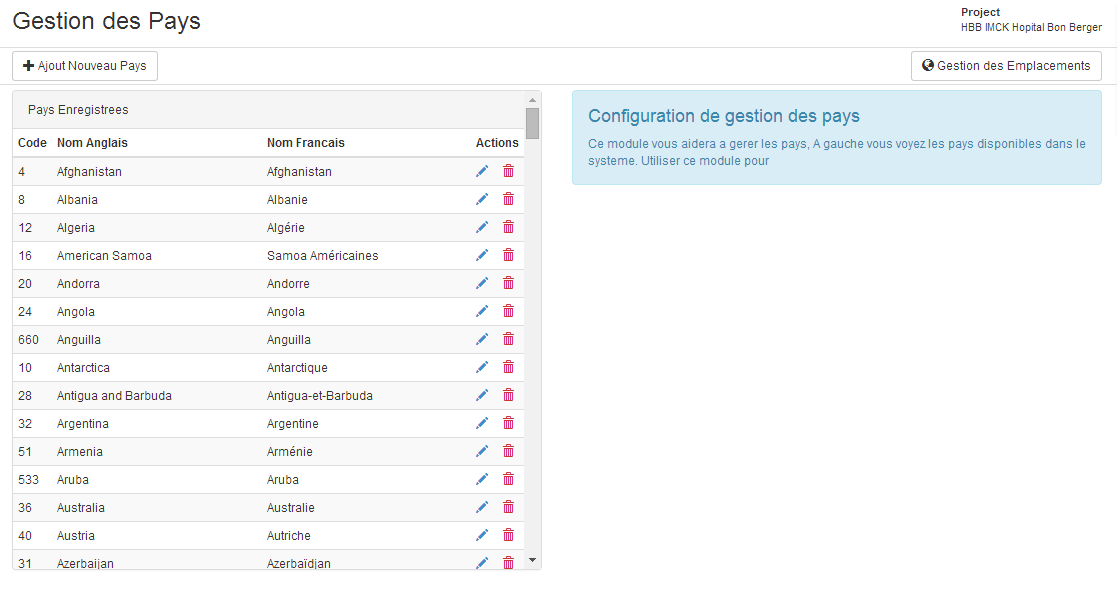 Gestion des Pays
Project
HBB IMCK Hopital Bon Berger
Ajout Nouveau Pays
Gestion des Emplacements
Pays Enregistrees
Code Nom Anglais Nom Francais Actions
4 Afghanistan Afghanistan
8 Albania Albanie
12 Algeria Algérie
16 American Samoa Samoa Américaines
20 Andorra Andorre
24 Angola Angola
660 Anguilla Anguilla
10 Antarctica Antarctique
28 Antigua and Barbuda Antigua-et-Barbuda
32 Argentina Argentine
51 Armenia Arménie
533 Aruba Aruba
36 Australia Australie
40 Austria Autriche
31 Azerbaijan Azerbaïdjan
Configuration de gestion des pays
Ce module vous aidera a gerer les pays, A gauche vous voyez les pays disponibles dans le
systeme. Utiliser ce module pour